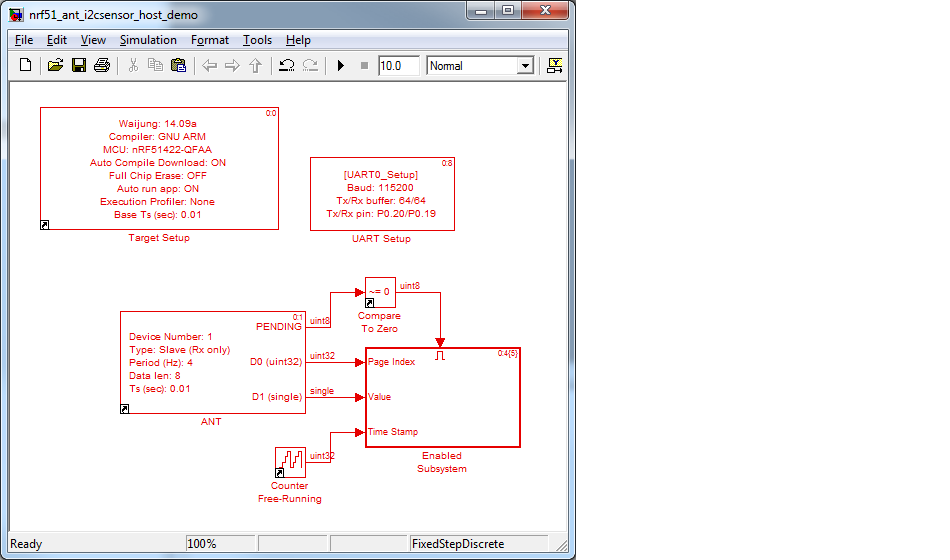 nrf51_ant_i2csensor_host_demo
File Edit View Simulation Format Tools Help
10.0 Normal
0:0
Waijung: 14.09a
Compiler: GNU ARM
MCU: nRF51422-QFAA
Auto Compile Download: ON
Full Chip Erase: OFF
Auto run app: ON
Execution Profiler: None
Base Ts (sec): 0.01
Target Setup
0:8
[UART0_Setup]
Baud: 115200
Tx/Rx buffer: 64/64
Tx/Rx pin: P0.20/P0.19
UART Setup
~= 0
uint8
Compare
To Zero
0:1
PENDING
uint8
Device Number: 1
Type: Slave (Rx only)
Period (Hz): 4
Data len: 8
Ts (sec): 0.01
D0 (uint32)
uint32
D1 (single)
single
ANT
0:4{5}
Page Index
Value
Time Stamp
Enabled
Subsystem
uint32
Counter
Free-Running
Ready 100% FixedStepDiscrete